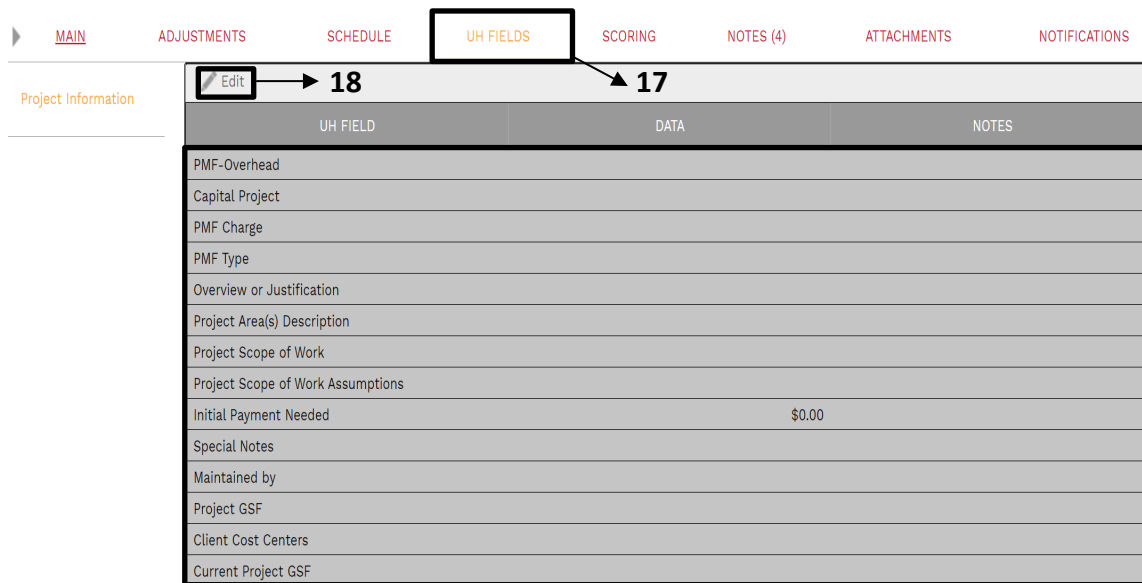 MAIN ADJUSTMENTS SCHEDULE UH FIELDS SCORING NOTES (4) ATTACHMENTS NOTIFICATIONS
Edit 18 17
Project Information
UH FIELD DATA NOTES
PMF-Overhead
Capital Project
PMF Charge
PMF Type
Overview or Justification
Project Area(s) Description
Project Scope of Work
Project Scope of Work Assumptions
Initial Payment Needed $0.00
Special Notes
Maintained by
Project GSF
Client Cost Centers
Current Project GSF